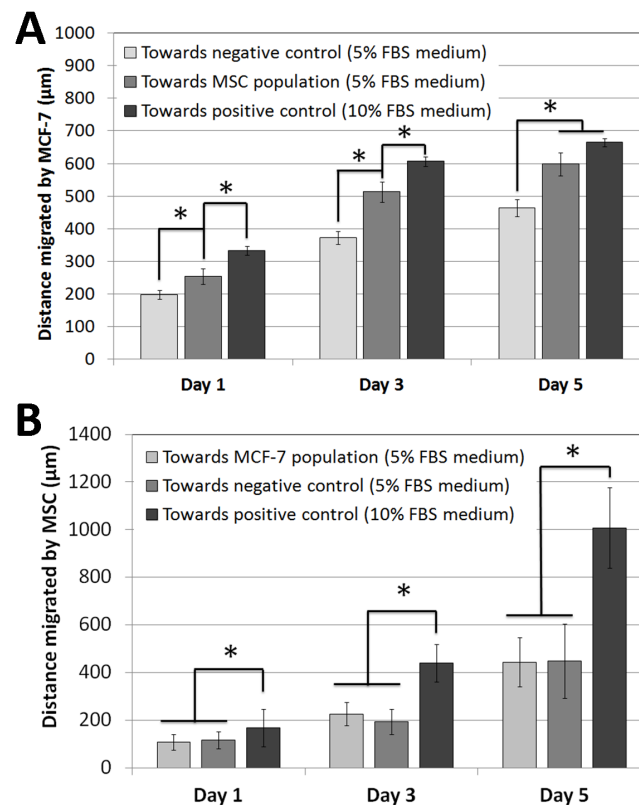 A
Distance migrated by MCF-7 (µm)
1000
900
800
700
600
500
400
300
200
100
0
Towards negative control (5% FBS medium)
Towards MSC population (5% FBS medium)
Towards positive control (10% FBS medium)
*
*
*
*
*
Day 1
Day 3
Day 5
B
Distance migrated by MSC (µm)
1400
1200
1000
800
600
400
200
0
Towards MCF-7 population (5% FBS medium)
Towards negative control (5% FBS medium)
Towards positive control (10% FBS medium)
*
*
*
Day 1
Day 3
Day 5